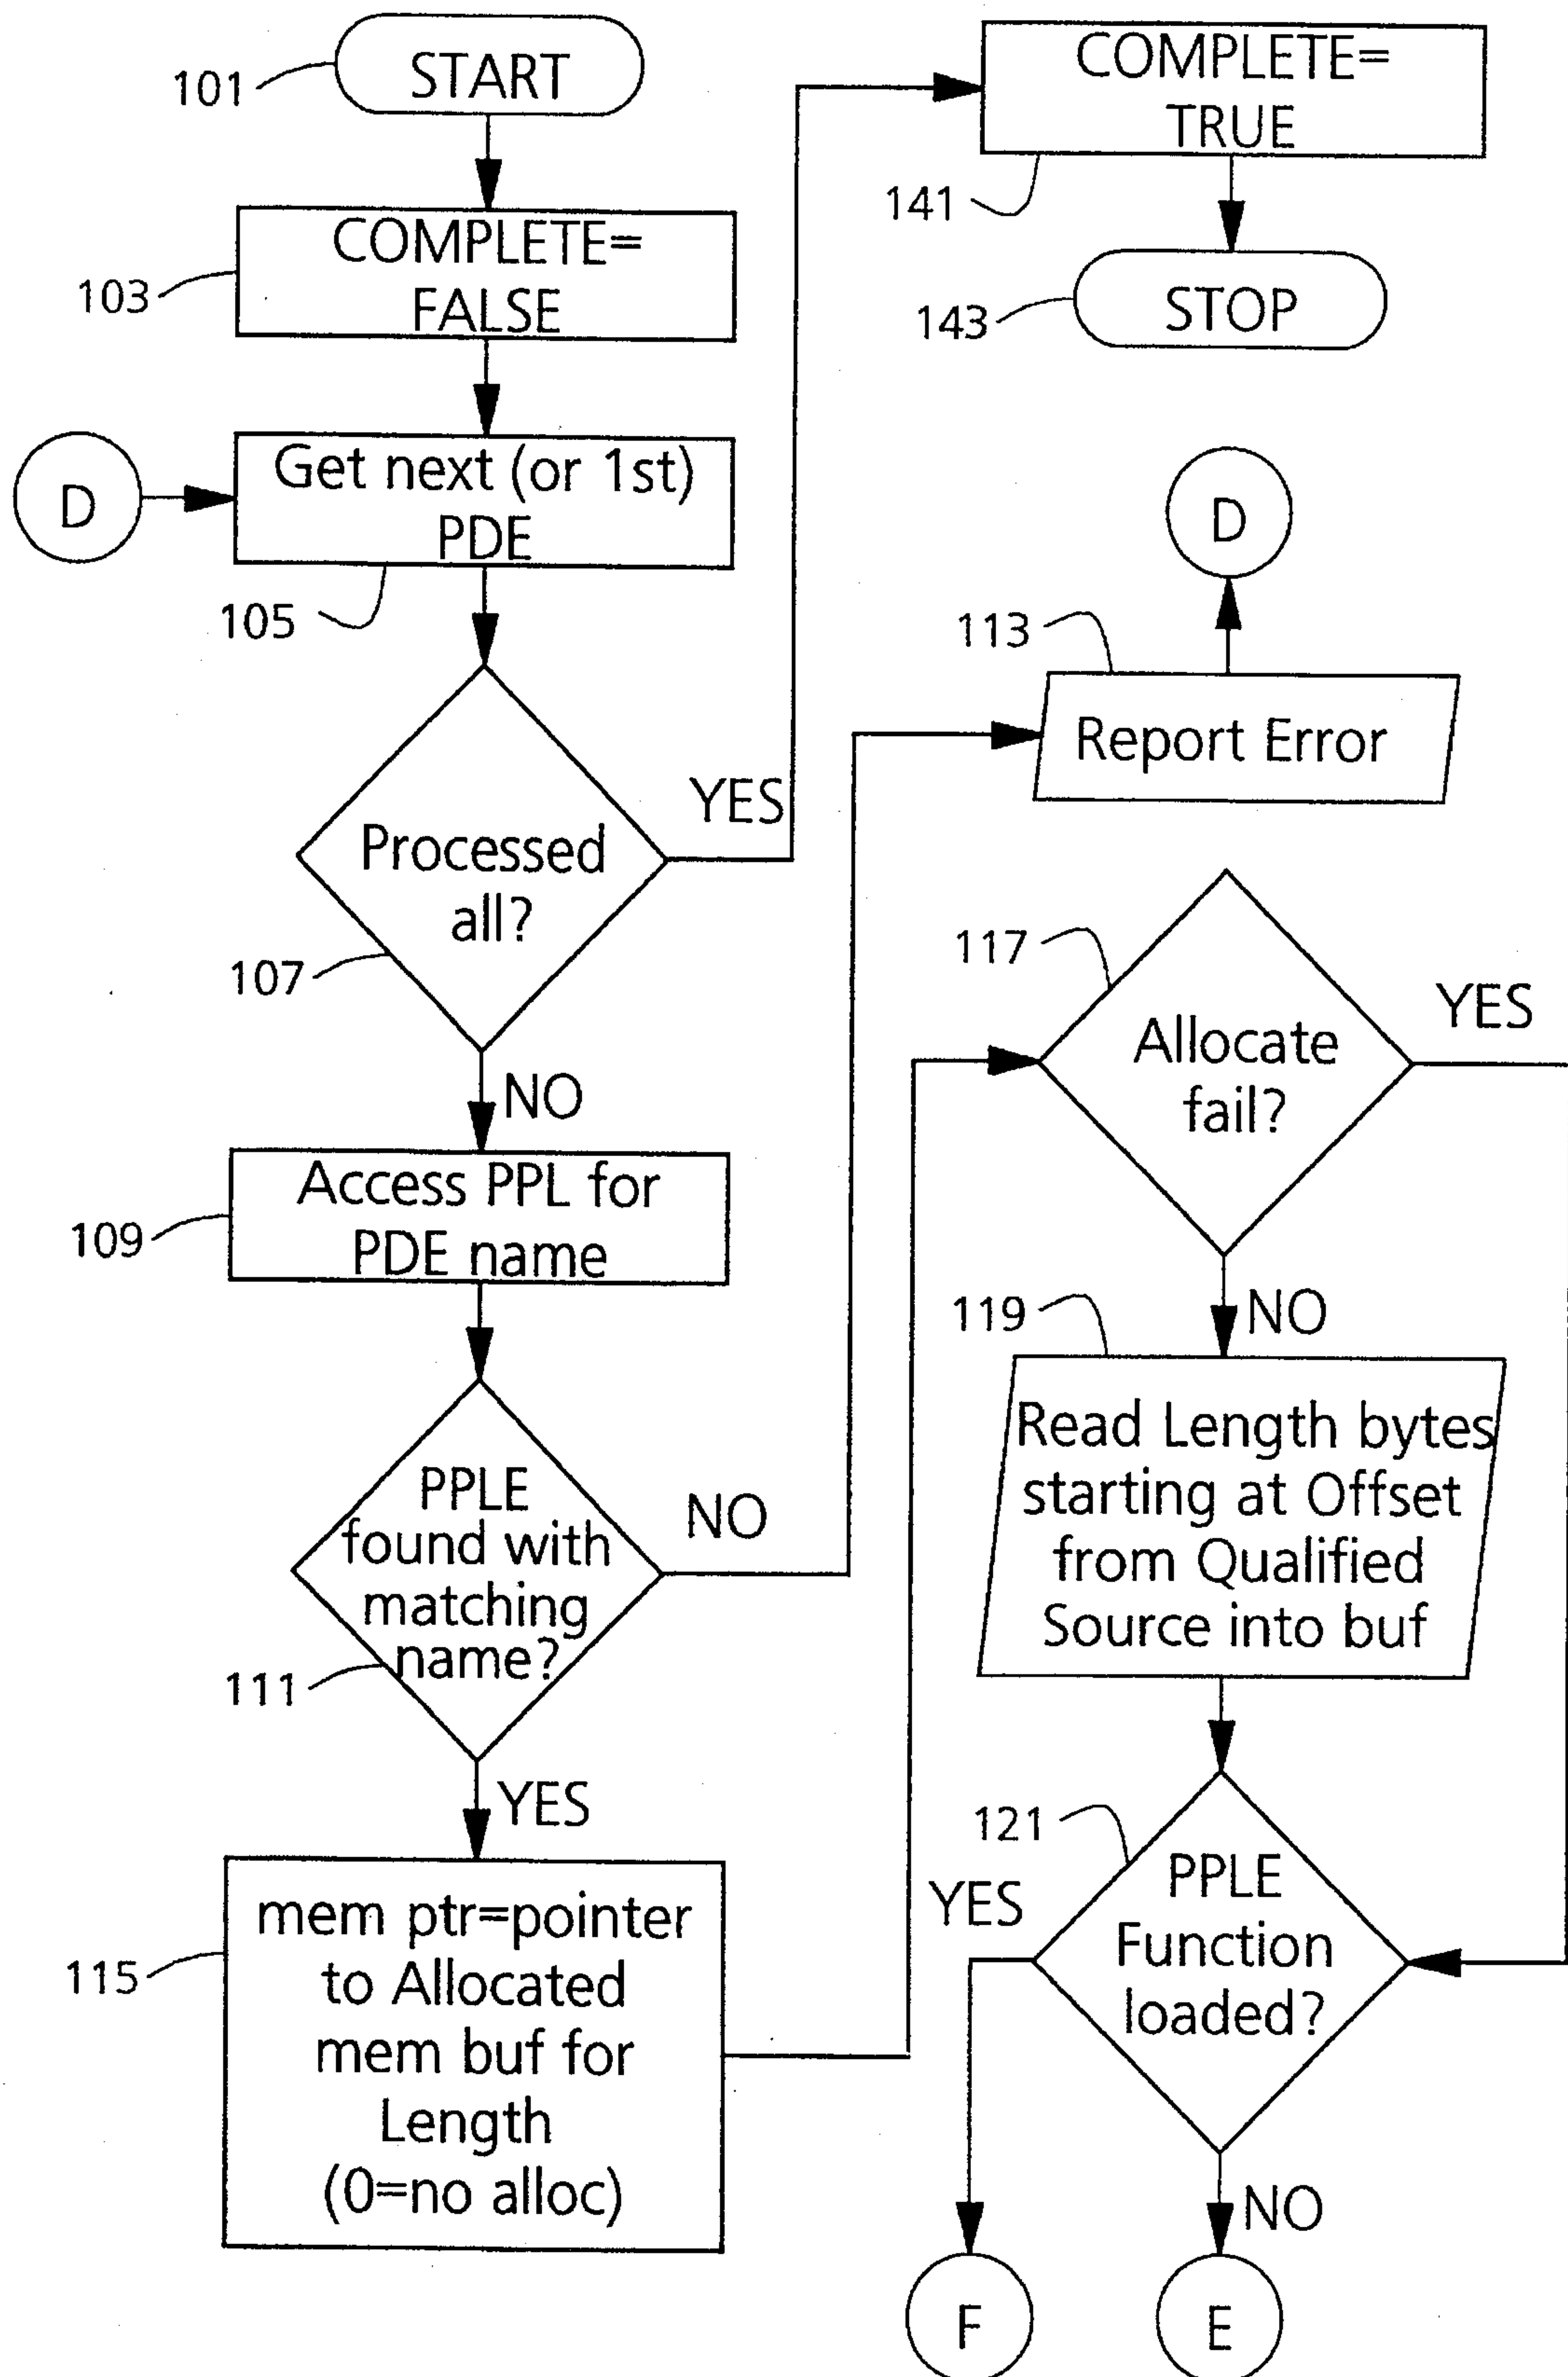 101
START
103
COMPLETE=
FALSE
D
Get next (or 1st)
PDE
105
Processed
all?
107
YES
NO
109
Access PPL for
PDE name
PPLE
found with
matching
name?
111
NO
YES
115
mem ptr=pointer
to Allocated
mem buf for
Length
(0=no alloc)
COMPLETE=
TRUE
141
STOP
143
D
113
Report Error
117
Allocate
fail?
YES
NO
119
Read Length bytes
starting at Offset
from Qualified
Source into buf
121
PPLE
Function
loaded?
YES
NO
F
E